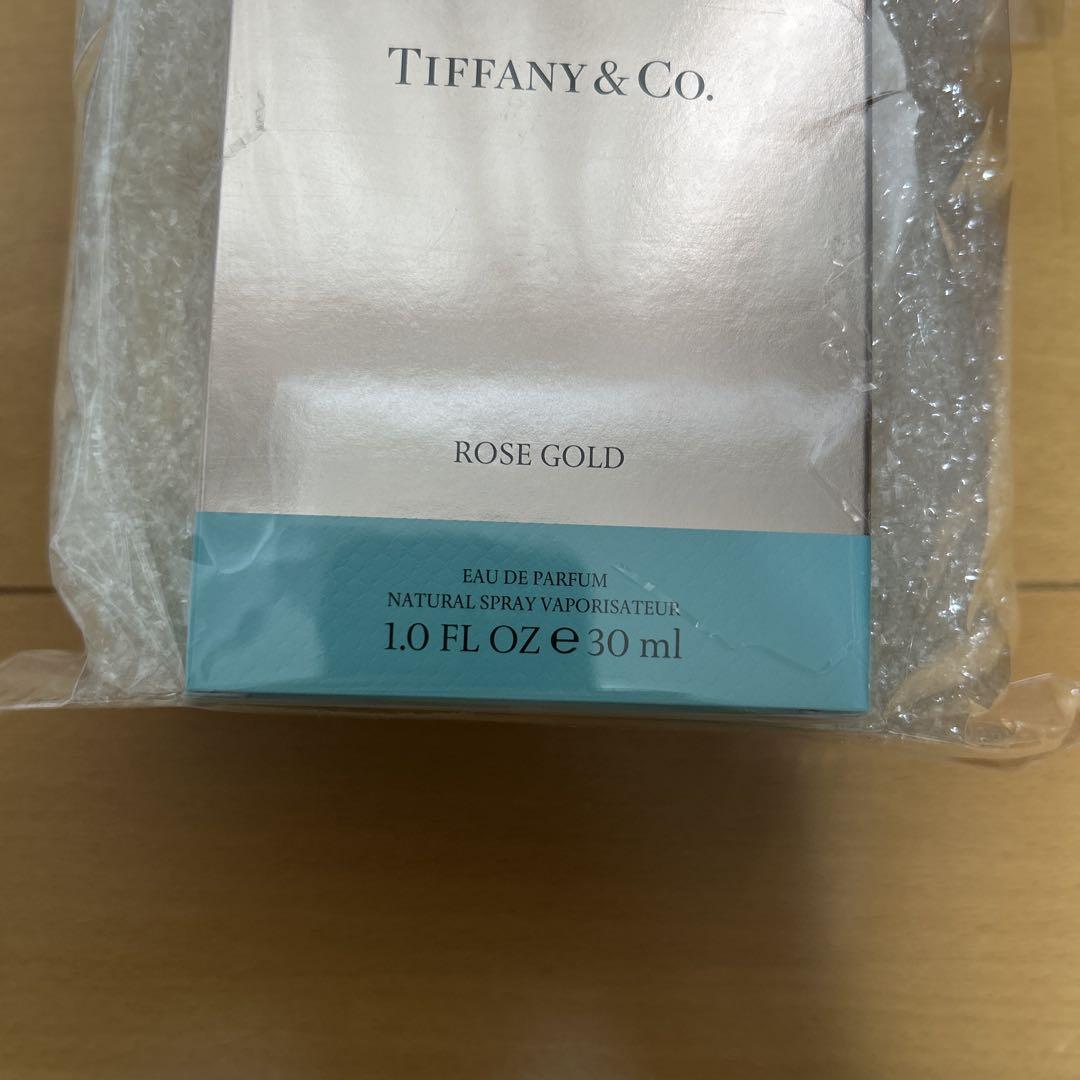 TIFFANY & CO.
ROSE GOLD
EAU DE PARFUM
NATURAL SPRAY VAPORISATEUR
1.0 FL OZ e 30 ml